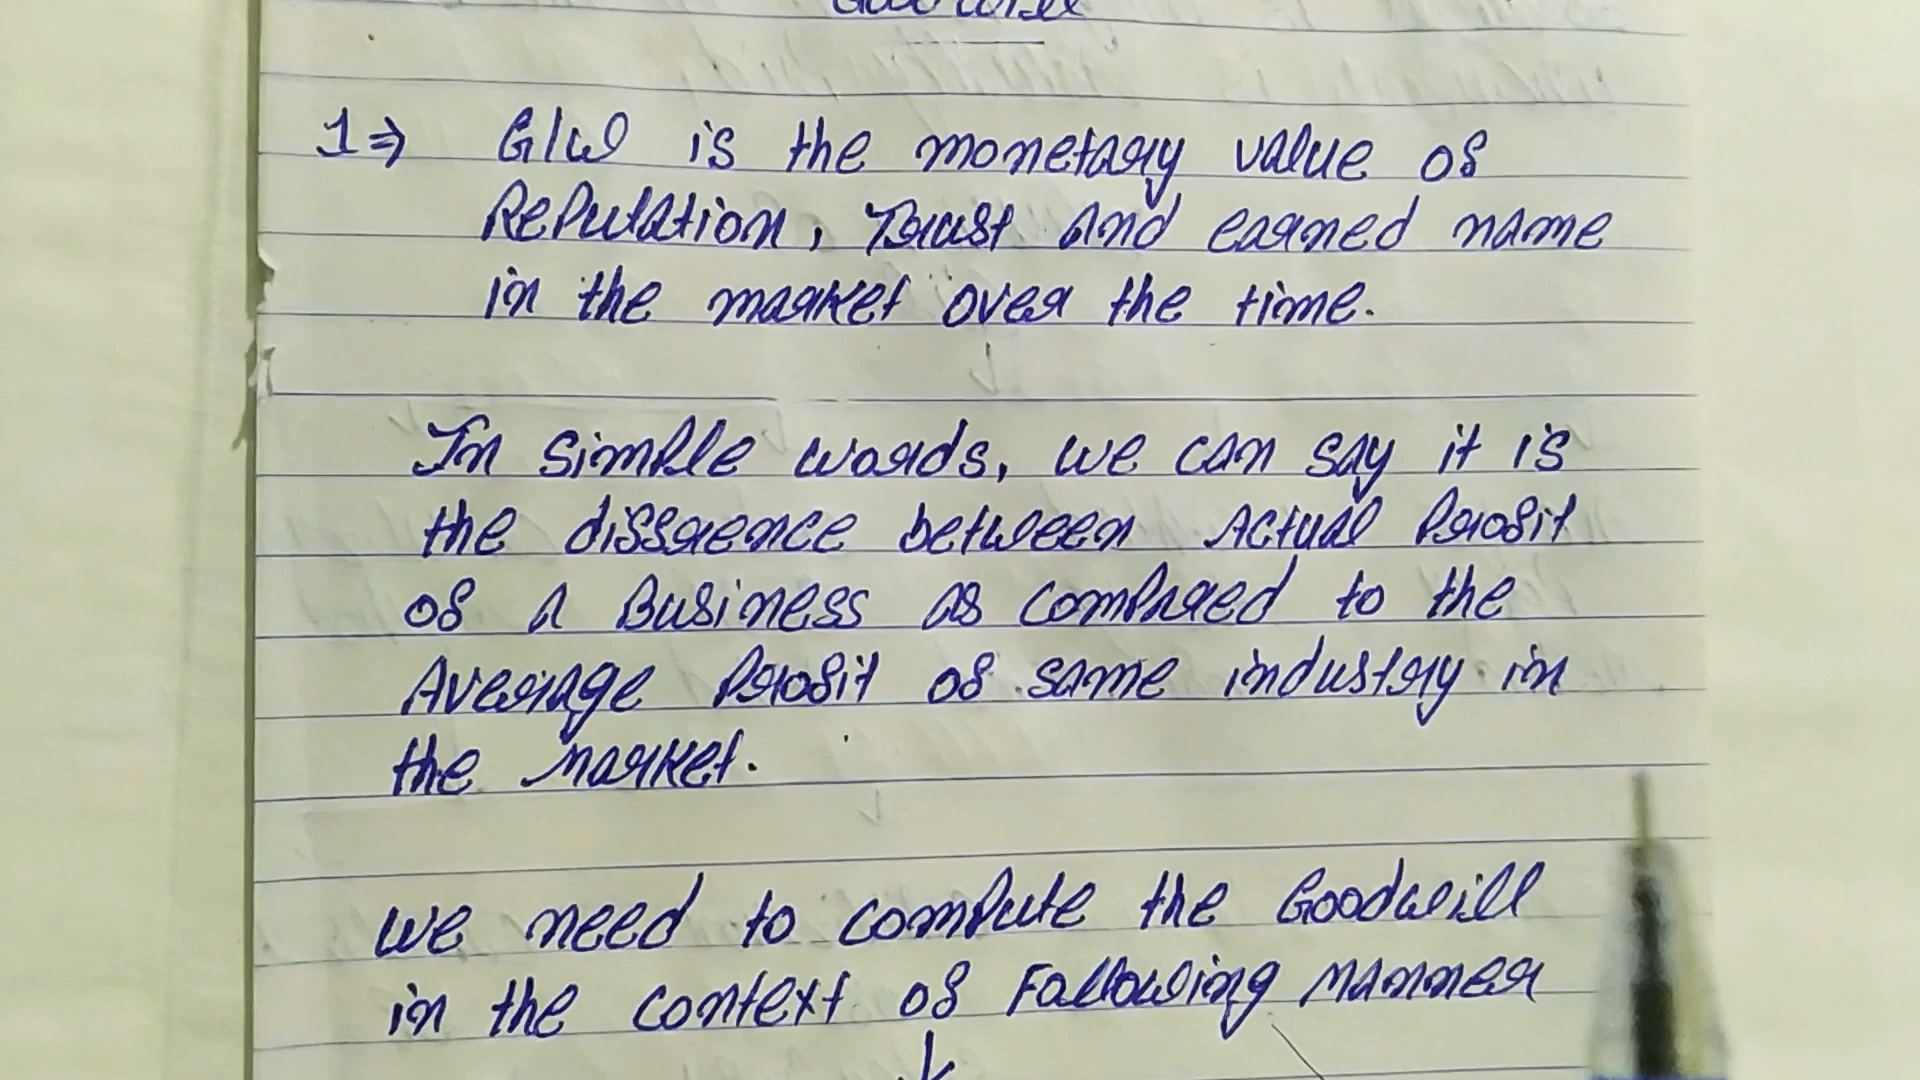 Goodwill
1⇒ G/w is the monetary value of
Reputation, Trust and earned name
in the market over the time.
In simple words, we can say it is
the diffrence between Actual Profit
of a Business as compared to the
Average Profit of same industry in
the market.
we need to compute the Goodwill
in the context of Following manner